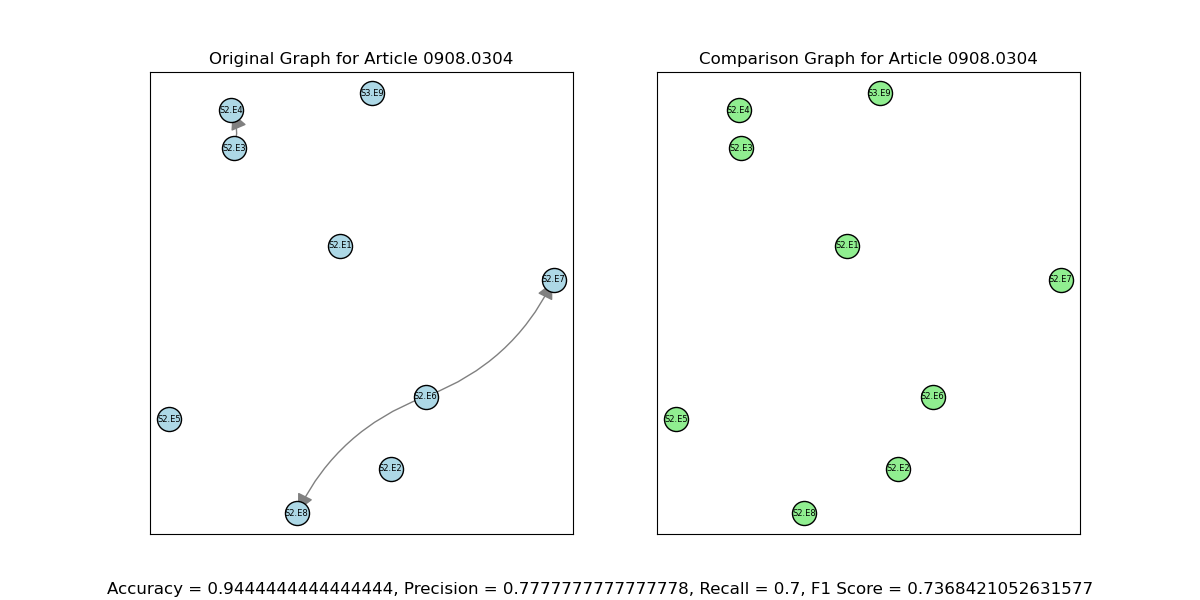 Original Graph for Article 0908.0304
Comparison Graph for Article 0908.0304
S3.E9
S2.E4
S2.E3
S2.E1
S2.E7
S2.E6
S2.E5
S2.E2
S2.E8
S3.E9
S2.E4
S2.E3
S2.E1
S2.E7
S2.E6
S2.E5
S2.E2
S2.E8
Accuracy = 0.9444444444444444, Precision = 0.7777777777777778, Recall = 0.7, F1 Score = 0.7368421052631577